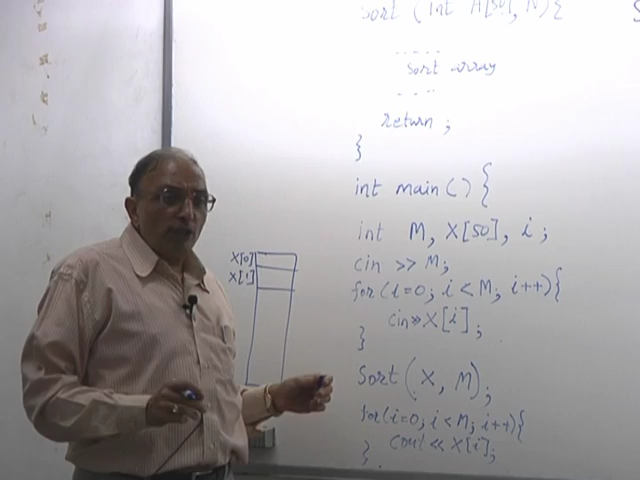 Sort (int A[50], N){
.....
Sort array
...
return ;
}
int main() {
int M, X[50], i ;
X[0]
X[1]
cin >> M;
for(i=0; i<M; i++){
cin>>X[i];
}
Sort(X, M);
for(i=0; i<M; i++){
cout << X[i];
}